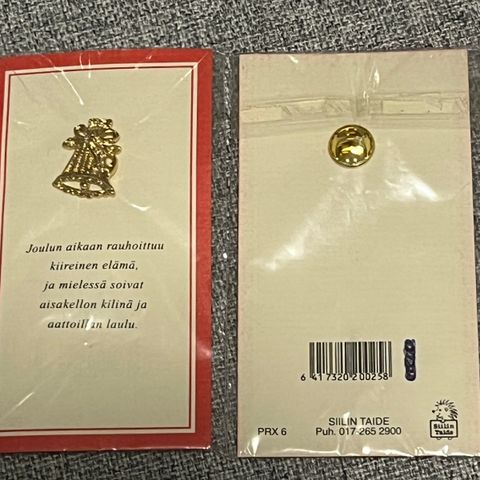 Joulun aikaan rauhoittuu
kiireinen elämä,
ja mielessä soivat
aisakellon kilinä ja
aattoillan laulu.
6 417320 200258
PRX 6
SIILIN TAIDE
Puh. 017-265 2900
Siilin
Taide